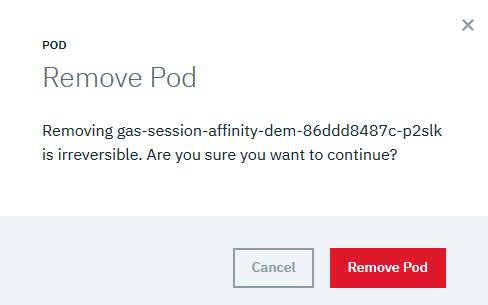 POD
Remove Pod
Removing gas-session-affinity-dem-86ddd8487c-p2slk
is irreversible. Are you sure you want to continue?
Cancel
Remove Pod